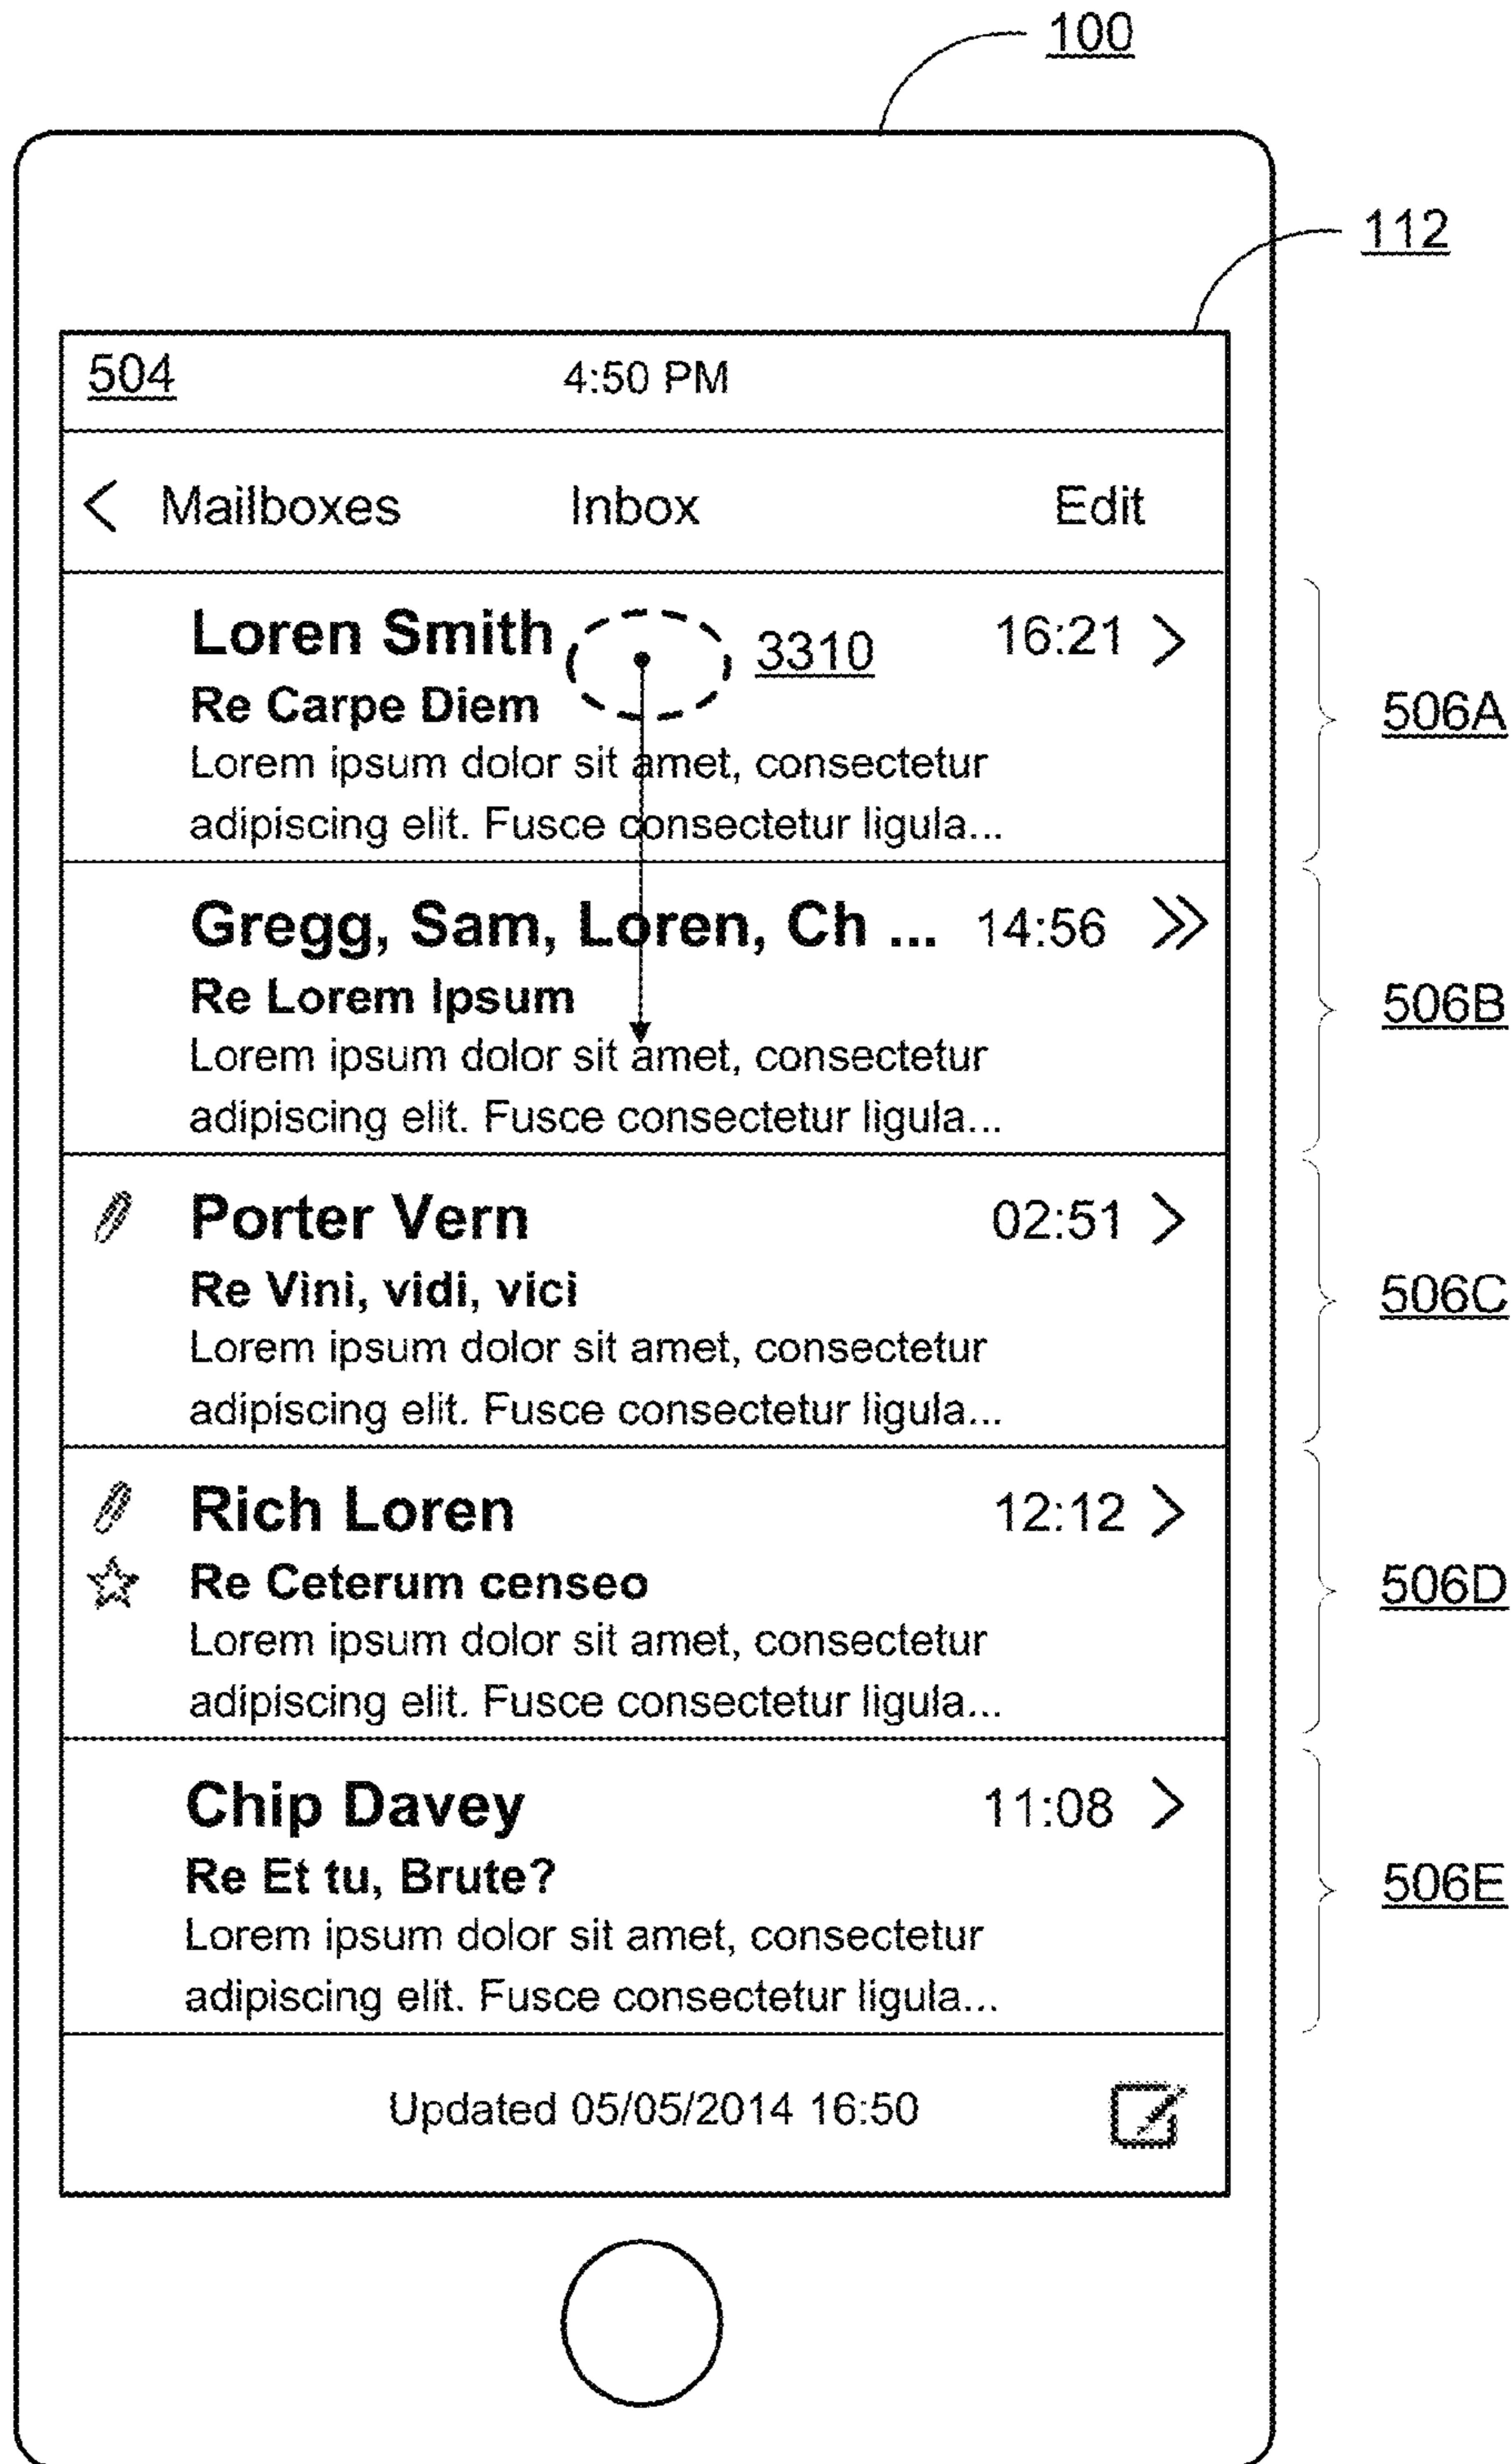 100
112
504 4:50 PM
< Mailboxes Inbox Edit
Loren Smith 3310 16:21 >
Re Carpe Diem
506A
Lorem ipsum dolor sit amet, consectetur
adipiscing elit. Fusce consectetur ligula...
Gregg, Sam, Loren, Ch ... 14:56 >>
Re Lorem Ipsum
506B
Lorem ipsum dolor sit amet, consectetur
adipiscing elit. Fusce consectetur ligula...
Porter Vern 02:51 >
Re Vini, vidi, vici
506C
Lorem ipsum dolor sit amet, consectetur
adipiscing elit. Fusce consectetur ligula...
Rich Loren 12:12 >
Re Ceterum censeo
506D
Lorem ipsum dolor sit amet, consectetur
adipiscing elit. Fusce consectetur ligula...
Chip Davey 11:08 >
Re Et tu, Brute?
506E
Lorem ipsum dolor sit amet, consectetur
adipiscing elit. Fusce consectetur ligula...
Updated 05/05/2014 16:50